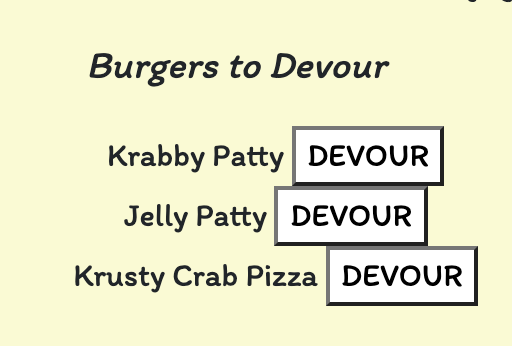 Burgers to Devour
Krabby Patty DEVOUR
Jelly Patty DEVOUR
Krusty Crab Pizza DEVOUR